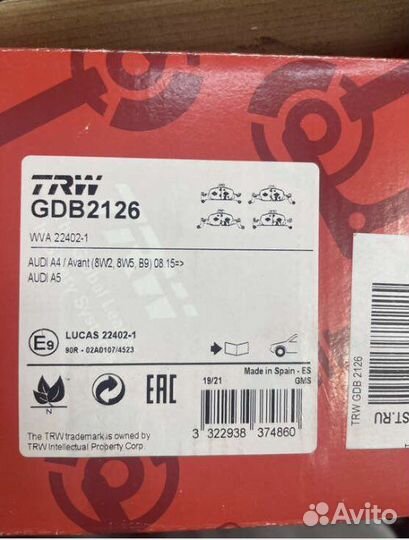 TRW
GDB2126
WVA 22402-1
AUDI A4 / Avant (8W2, 8W5, B9) 08.15=>
AUDI A5
E9
LUCAS 22402-1
90R - 02A0107/4523
Made in Spain - ES
19/21
GMS
N
EAC
The TRW trademark is owned by
TRW Intellectual Property Corp.
3 322938 374860
TRW GDB 2126
ST.RU
Avito